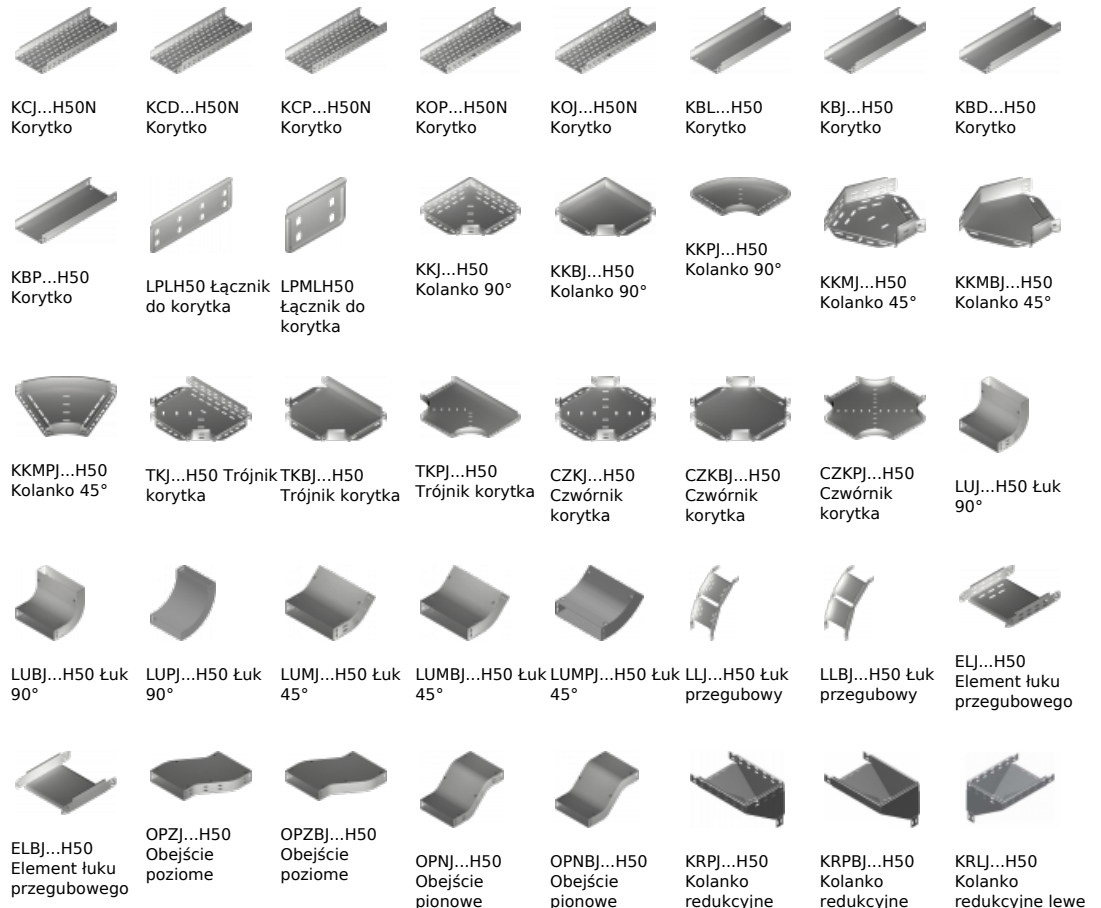 KCJ...H50N
Korytko
KCD...H50N
Korytko
KCP...H50N
Korytko
KOP...H50N
Korytko
KOJ...H50N
Korytko
KBL...H50
Korytko
KBJ...H50
Korytko
KBD...H50
Korytko
KBP...H50
Korytko
LPLH50 Łącznik
do korytka
LPMLH50
Łącznik do
korytka
KKJ...H50
Kolanko 90°
KKBJ...H50
Kolanko 90°
KKPJ...H50
Kolanko 90°
KKMJ...H50
Kolanko 45°
KKMBJ...H50
Kolanko 45°
KKMPJ...H50
Kolanko 45°
TKJ...H50 Trójnik
korytka
TKBJ...H50
Trójnik korytka
TKPJ...H50
Trójnik korytka
CZKJ...H50
Czwórnik
korytka
CZKBJ...H50
Czwórnik
korytka
CZKPJ...H50
Czwórnik
korytka
LUJ...H50 Łuk
90°
LUBJ...H50 Łuk
90°
LUPJ...H50 Łuk
90°
LUMJ...H50 Łuk
45°
LUMBJ...H50 Łuk
45°
LUMPJ...H50 Łuk
45°
LLJ...H50 Łuk
przegubowy
LLBJ...H50 Łuk
przegubowy
ELJ...H50
Element łuku
przegubowego
ELBJ...H50
Element łuku
przegubowego
OPZJ...H50
Obejście
poziome
OPZBJ...H50
Obejście
poziome
OPNJ...H50
Obejście
pionowe
OPNBJ...H50
Obejście
pionowe
KRPJ...H50
Kolanko
redukcyjne
KRPBJ...H50
Kolanko
redukcyjne
KRLJ...H50
Kolanko
redukcyjne lewe